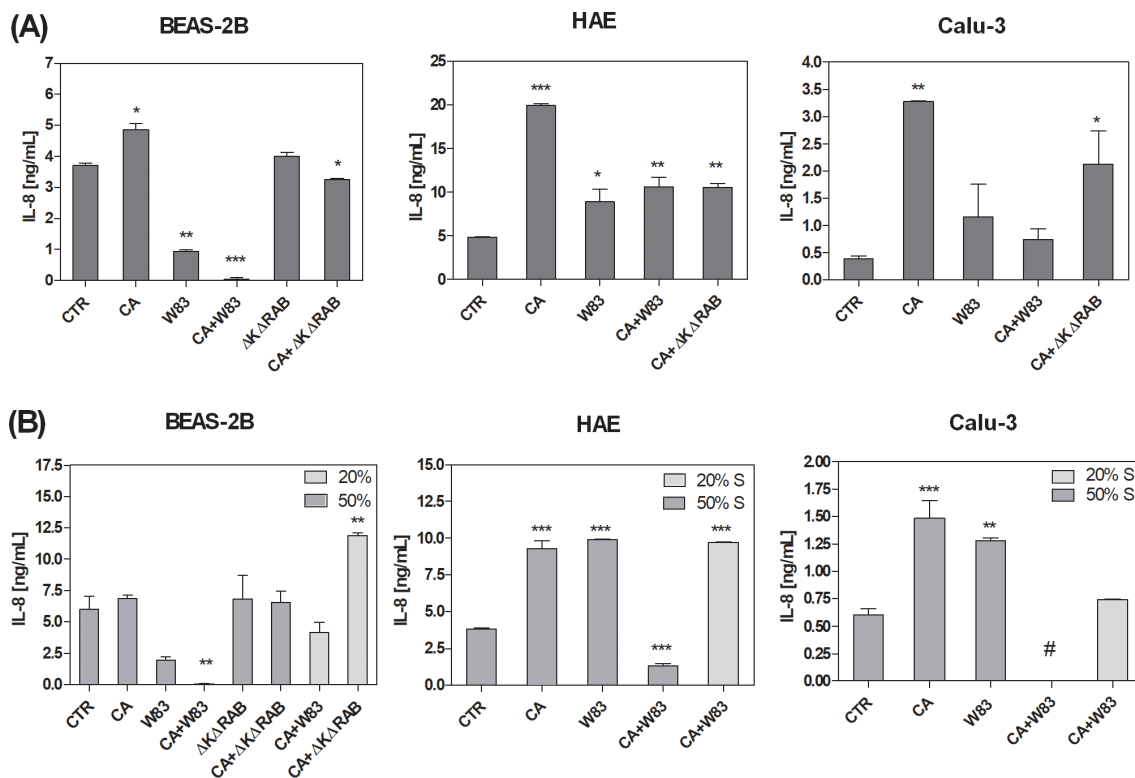 (A)
BEAS-2B
HAE
Calu-3
IL-8 [ng/mL]
7
6
5
4
3
2
1
0
*
**
***
*
CTR
CA
W83
CA+W83
ΔKΔRAB
CA+ΔKΔRAB
IL-8 [ng/mL]
25
20
15
10
5
0
***
*
**
**
CTR
CA
W83
CA+W83
CA+ΔKΔRAB
IL-8 [ng/mL]
4.0
3.5
3.0
2.5
2.0
1.5
1.0
0.5
0.0
**
*
CTR
CA
W83
CA+W83
CA+ΔKΔRAB
(B)
BEAS-2B
HAE
Calu-3
IL-8 [ng/mL]
17.5
15.0
12.5
10.0
7.5
5.0
2.5
0.0
20%
50%
**
**
CTR
CA
W83
CA+W83
ΔKΔRAB
CA+ΔKΔRAB
CA+W83
CA+ΔKΔRAB
IL-8 [ng/mL]
15.0
12.5
10.0
7.5
5.0
2.5
0.0
20% S
50% S
***
***
***
***
CTR
CA
W83
CA+W83
CA+W83
IL-8 [ng/mL]
2.00
1.75
1.50
1.25
1.00
0.75
0.50
0.25
0.00
20% S
50% S
***
**
#
CTR
CA
W83
CA+W83
CA+W83